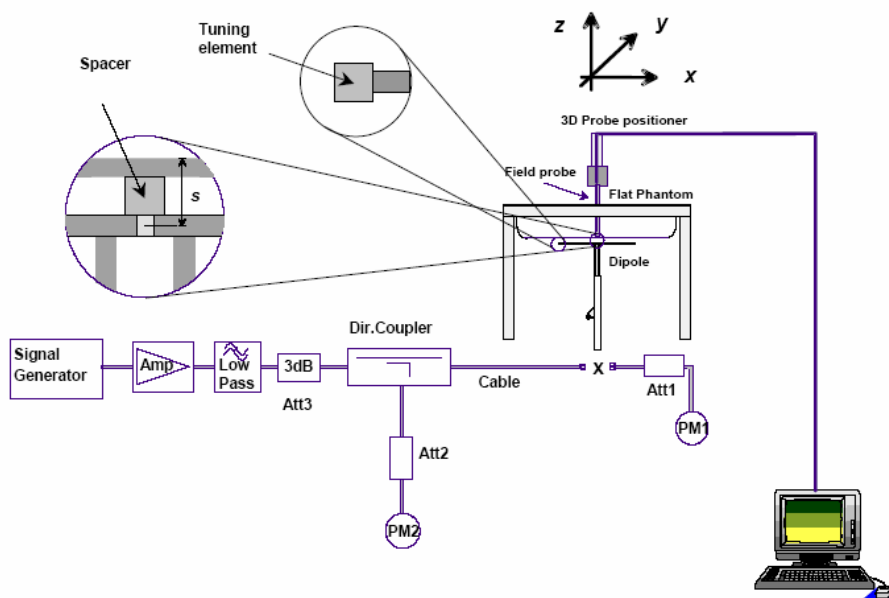 Tuning
element
Spacer
s
z
y
x
3D Probe positioner
Field probe
Flat Phantom
Dipole
Dir.Coupler
Signal
Generator
Amp
Low
Pass
3dB
Att3
Cable
X
Att1
PM1
Att2
PM2